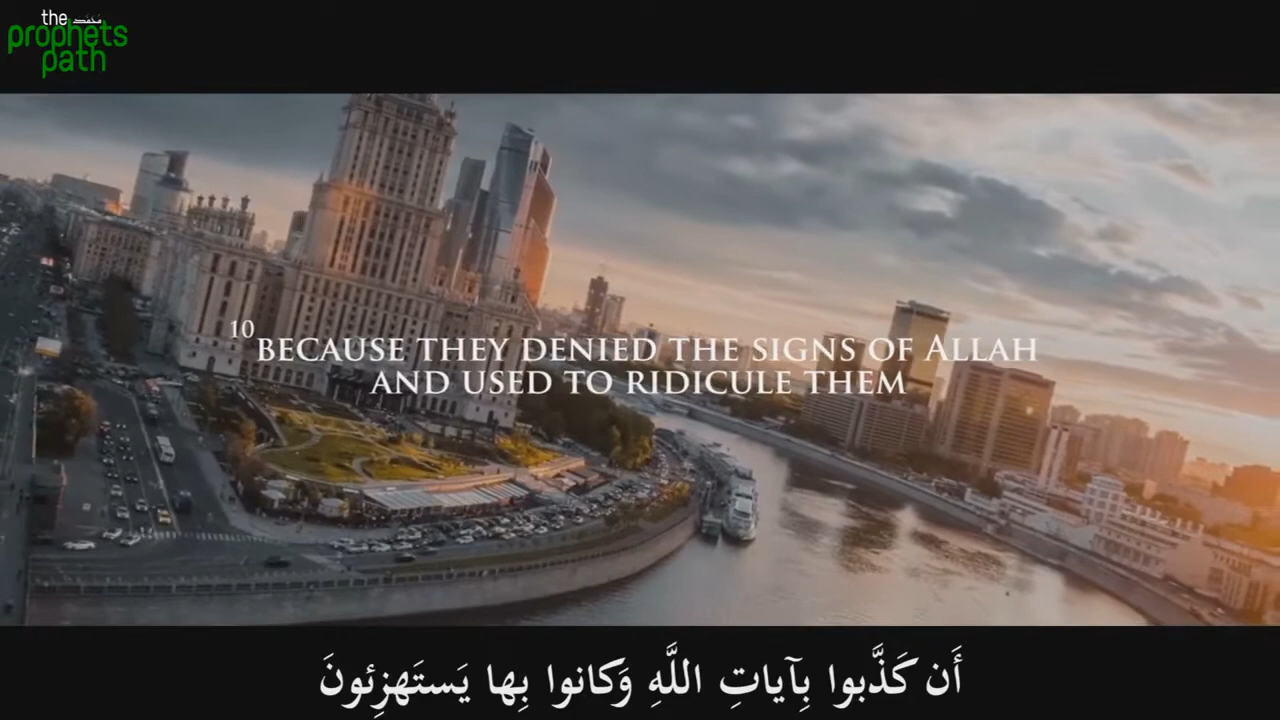 the محمد
prophets
path
10
BECAUSE THEY DENIED THE SIGNS OF ALLAH
AND USED TO RIDICULE THEM
أَن كَذَّبوا بِآياتِ اللَّهِ وَكانوا بِها يَستَهزِئونَ